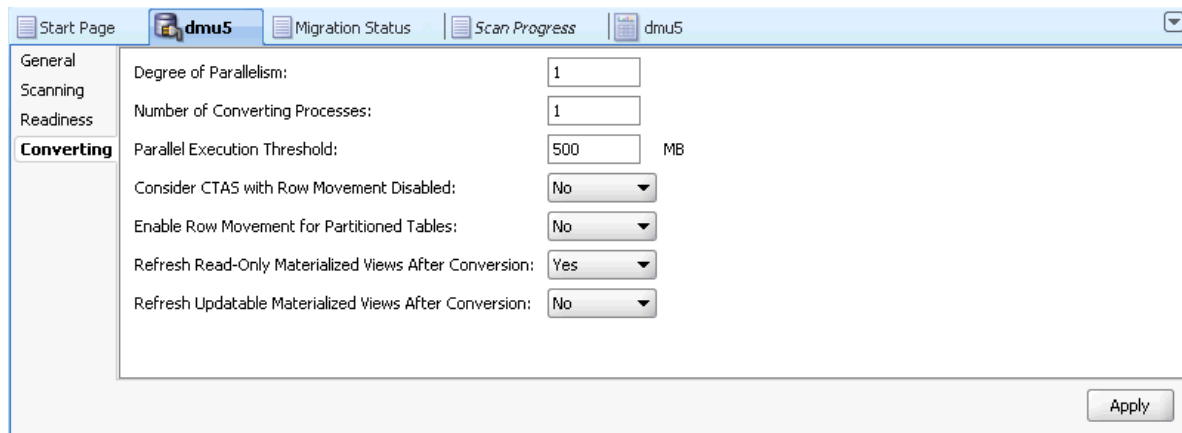 Start Page dmu5 Migration Status Scan Progress dmu5
General
Scanning
Readiness
Converting
Degree of Parallelism: 1
Number of Converting Processes: 1
Parallel Execution Threshold: 500 MB
Consider CTAS with Row Movement Disabled: No
Enable Row Movement for Partitioned Tables: No
Refresh Read-Only Materialized Views After Conversion: Yes
Refresh Updatable Materialized Views After Conversion: No
Apply